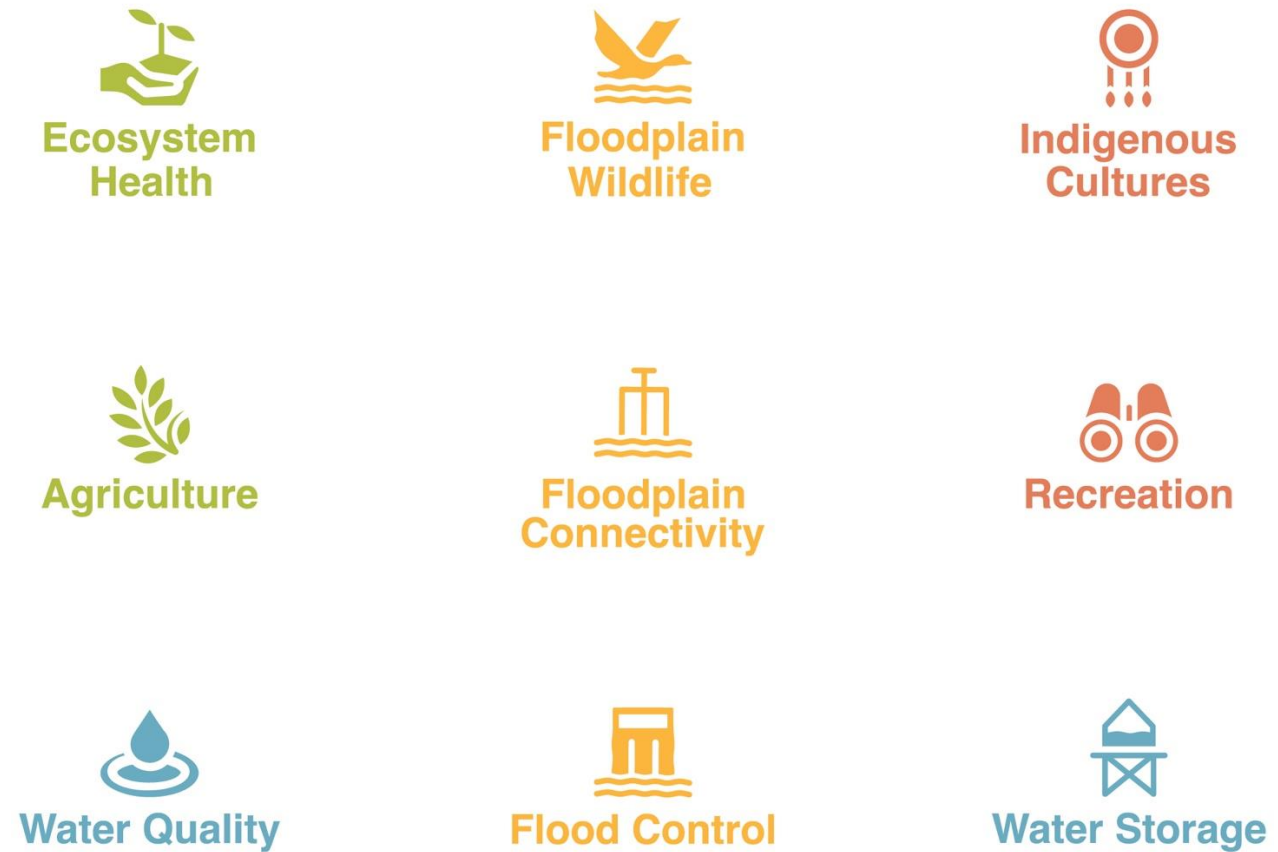 Ecosystem
Health
Floodplain
Wildlife
Indigenous
Cultures
Agriculture
Floodplain
Connectivity
Recreation
Water Quality
Flood Control
Water Storage